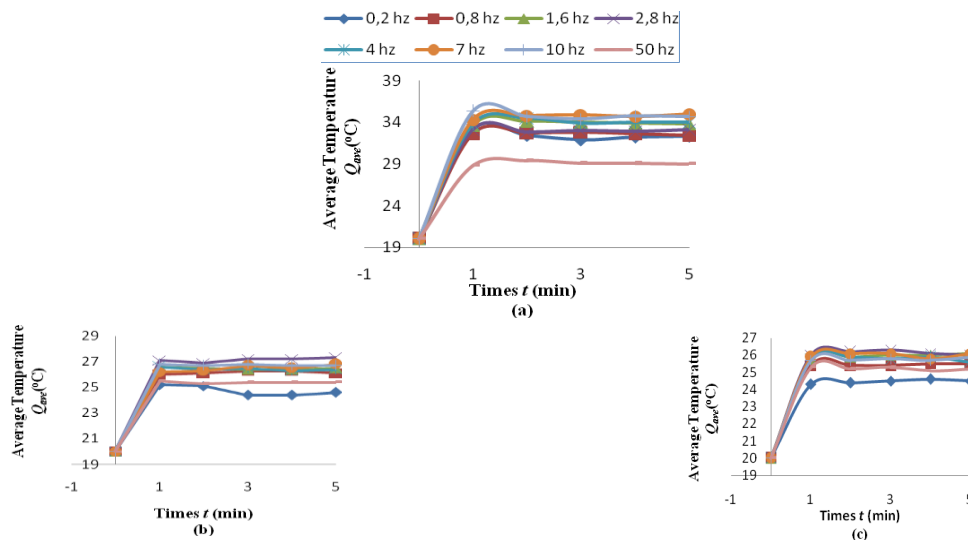 0,2 hz 0,8 hz 1,6 hz 2,8 hz
4 hz 7 hz 10 hz 50 hz
Average Temperature
Qave(°C)
39
34
29
24
19
-1 1 3 5
Times t (min)
(a)
Average Temperature
Qave(°C)
29
27
25
23
21
19
-1 1 3 5
Times t (min)
(b)
Average Temperature
Qave(°C)
27
26
25
24
23
22
21
20
19
-1 1 3 5
Times t (min)
(c)